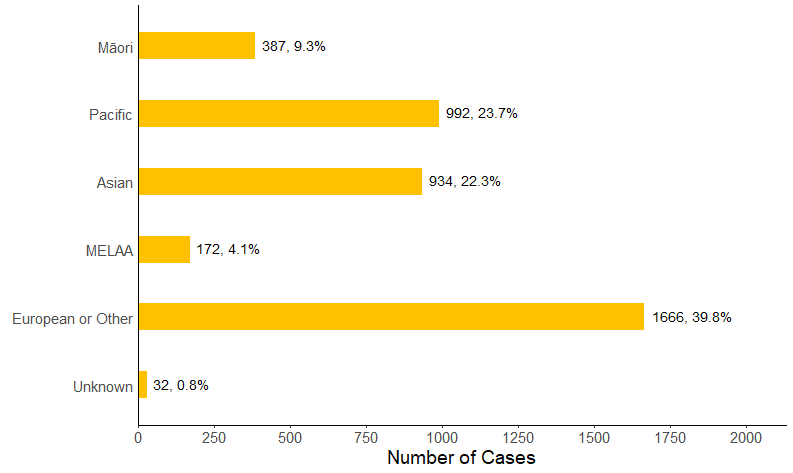 Māori
387, 9.3%
Pacific
992, 23.7%
Asian
934, 22.3%
MELAA
172, 4.1%
European or Other
1666, 39.8%
Unknown
32, 0.8%
0 250 500 750 1000 1250 1500 1750 2000
Number of Cases